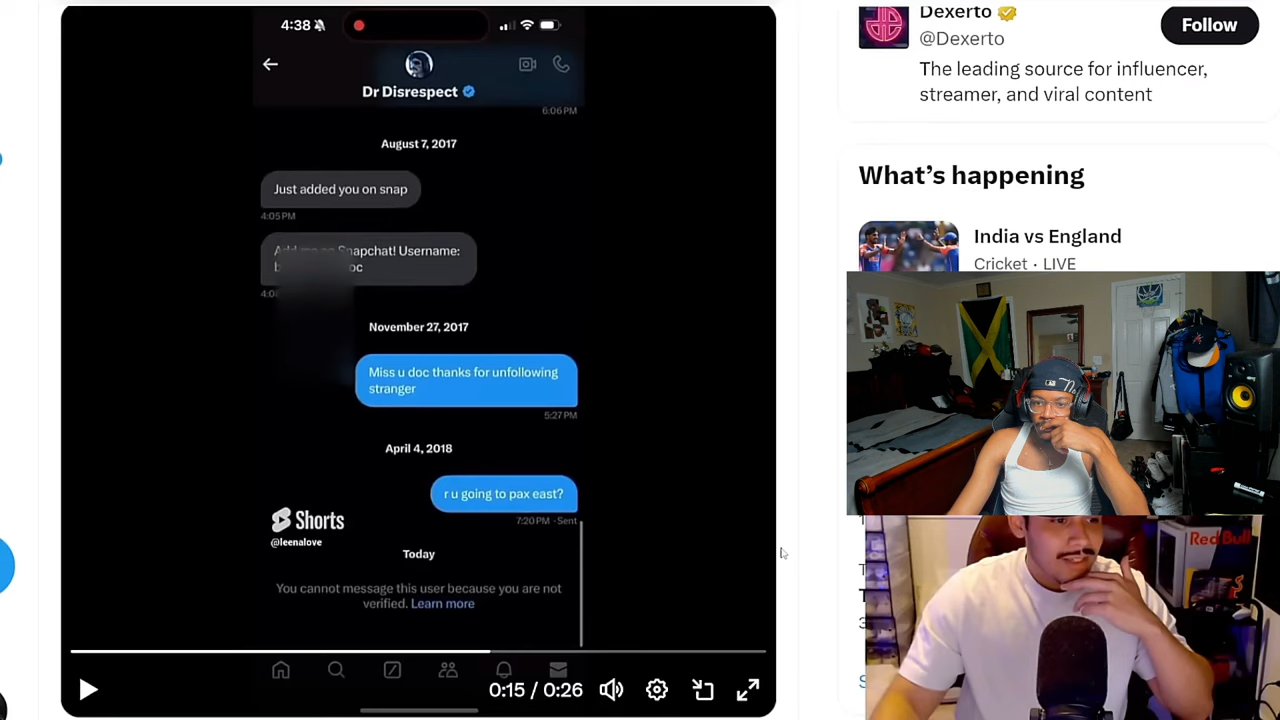 4:38
Dr Disrespect
6:06 PM
August 7, 2017
Just added you on snap
4:05 PM
Snapchat! Username:
November 27, 2017
Miss u doc thanks for unfollowing
stranger
5:27 PM
April 4, 2018
r u going to pax east?
7:20 PM · Sent
Shorts
@leenalove
Today
You cannot message this user because you are not
verified. Learn more
0:15 / 0:26
Dexerto
@Dexerto
Follow
The leading source for influencer,
streamer, and viral content
What's happening
India vs England
Cricket · LIVE
Red Bull